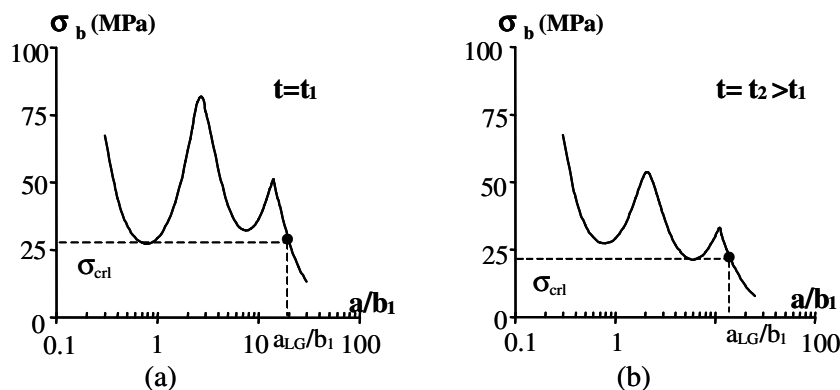 σ b (MPa)
100
75
50
25
0
t=t1
σcrl
a/b1
0.1
1
10
100
aLG/b1
(a)
σ b (MPa)
100
75
50
25
0
t= t2 >t1
σcrl
a/b1
0.1
1
100
aLG/b1
(b)